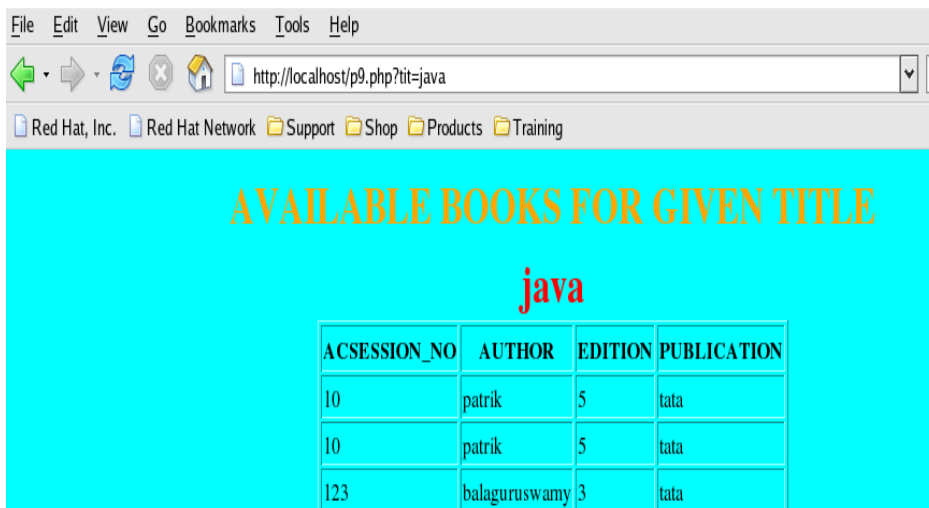 File Edit View Go Bookmarks Tools Help
http://localhost/p9.php?tit=java
Red Hat, Inc. Red Hat Network Support Shop Products Training
AVAILABLE BOOKS FOR GIVEN TITLE
java
ACSESSION_NO AUTHOR EDITION PUBLICATION
10 patrik 5 tata
10 patrik 5 tata
123 balaguruswamy 3 tata